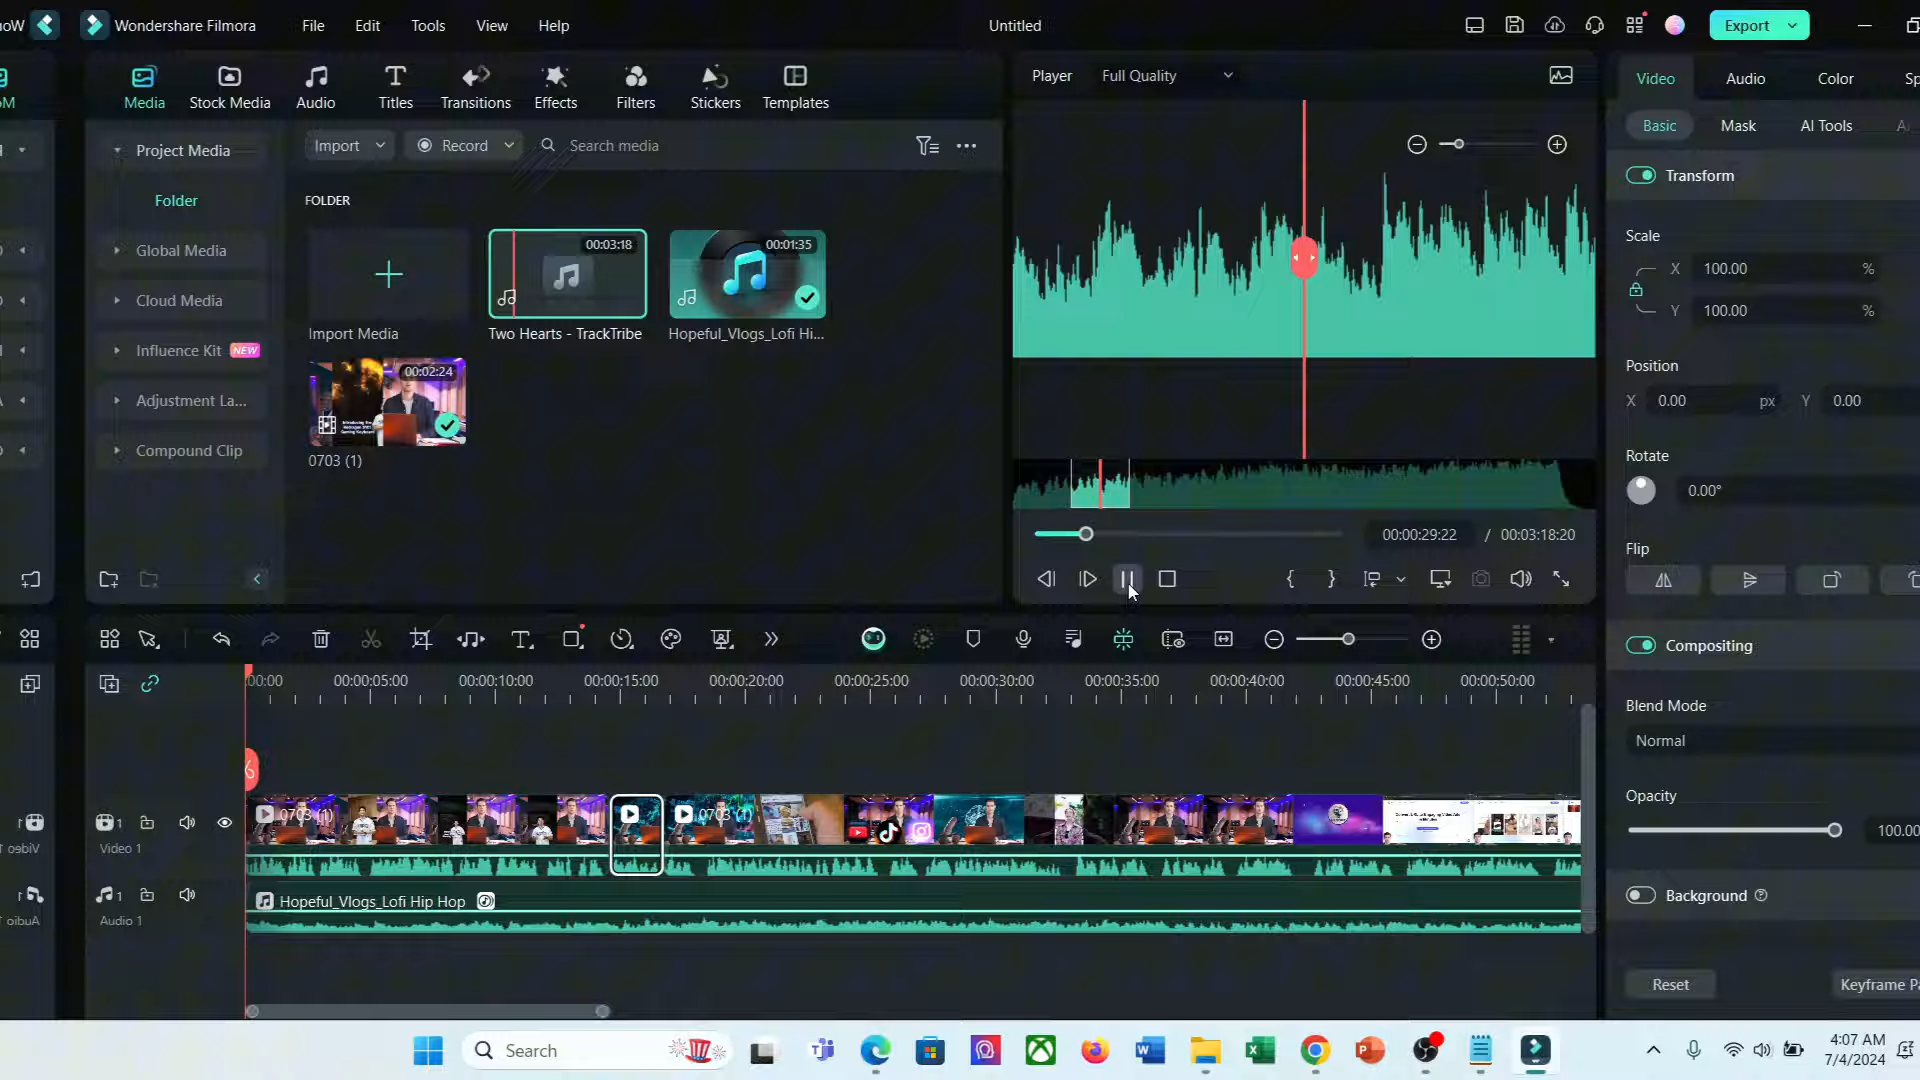 Wondershare Filmora
File
Edit
Tools
View
Help
Untitled
Export
Media
Stock Media
Audio
Titles
Transitions
Effects
Filters
Stickers
Templates
Player
Full Quality
Video
Audio
Color
Basic
Mask
AI Tools
Project Media
Import
Record
Search media
Transform
Folder
FOLDER
Global Media
Cloud Media
Influence Kit
NEW
Adjustment La...
Compound Clip
00:03:18
00:01:35
Import Media
Two Hearts - TrackTribe
Hopeful_Vlogs_Lofi Hi...
00:02:24
0703 (1)
Scale
X 100.00 %
Y 100.00 %
Position
X 0.00 px Y 0.00
Rotate
0.00°
00:00:29:22 / 00:03:18:20
Flip
Compositing
00:00
00:00:05:00
00:00:10:00
00:00:15:00
00:00:20:00
00:00:25:00
00:00:30:00
00:00:35:00
00:00:40:00
00:00:45:00
00:00:50:00
Blend Mode
Normal
Opacity
100.00
1
Video 1
0703 (1)
0703 (1)
1
Audio 1
Hopeful_Vlogs_Lofi Hip Hop
Background
Reset
Keyframe Pa
Search
4:07 AM
7/4/2024